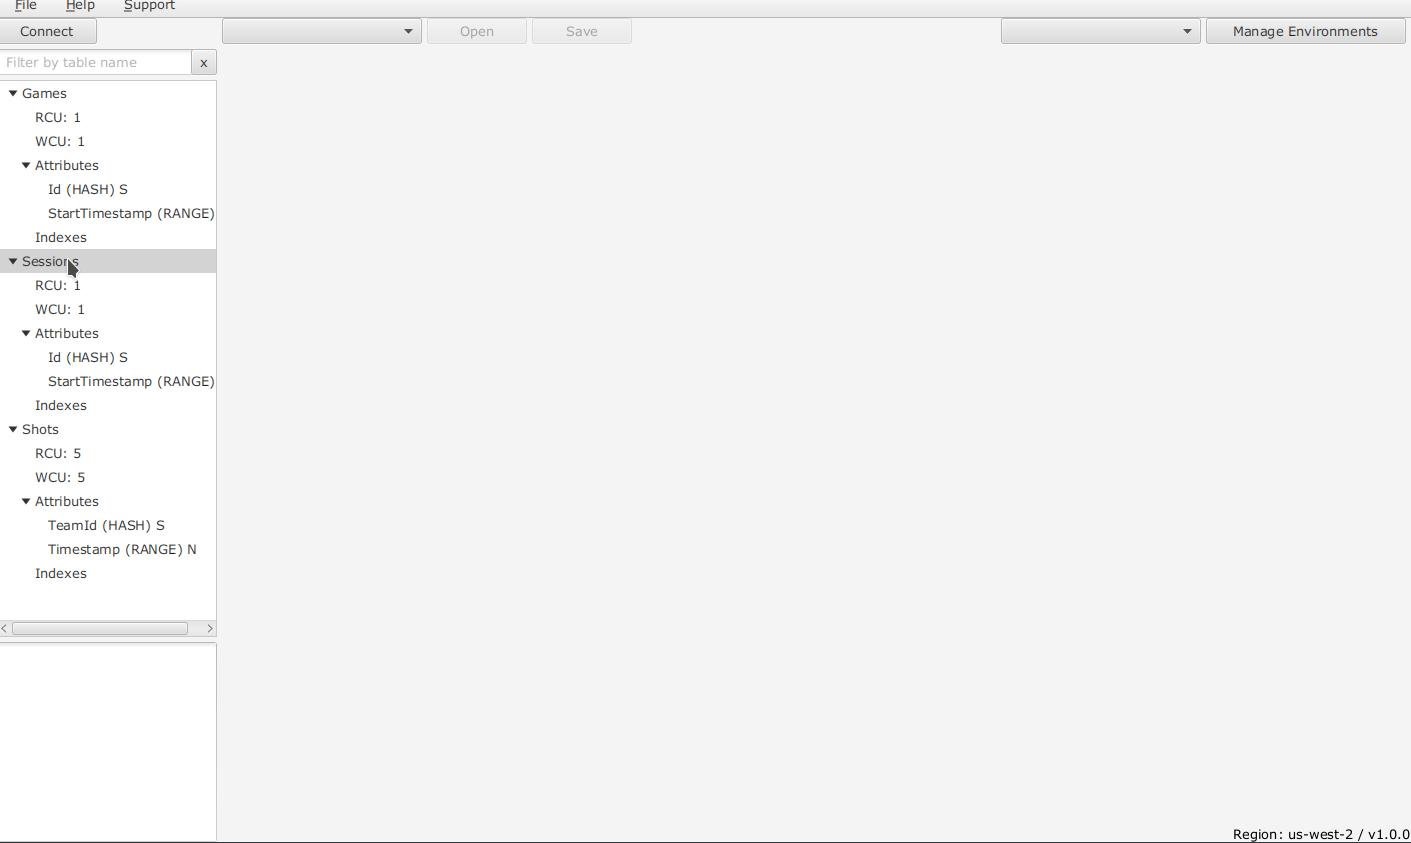 File Help Support
Connect Open Save Manage Environments
Filter by table name x
Games
RCU: 1
WCU: 1
Attributes
Id (HASH) S
StartTimestamp (RANGE)
Indexes
Sessions
RCU: 1
WCU: 1
Attributes
Id (HASH) S
StartTimestamp (RANGE)
Indexes
Shots
RCU: 5
WCU: 5
Attributes
TeamId (HASH) S
Timestamp (RANGE) N
Indexes
Region: us-west-2 / v1.0.0